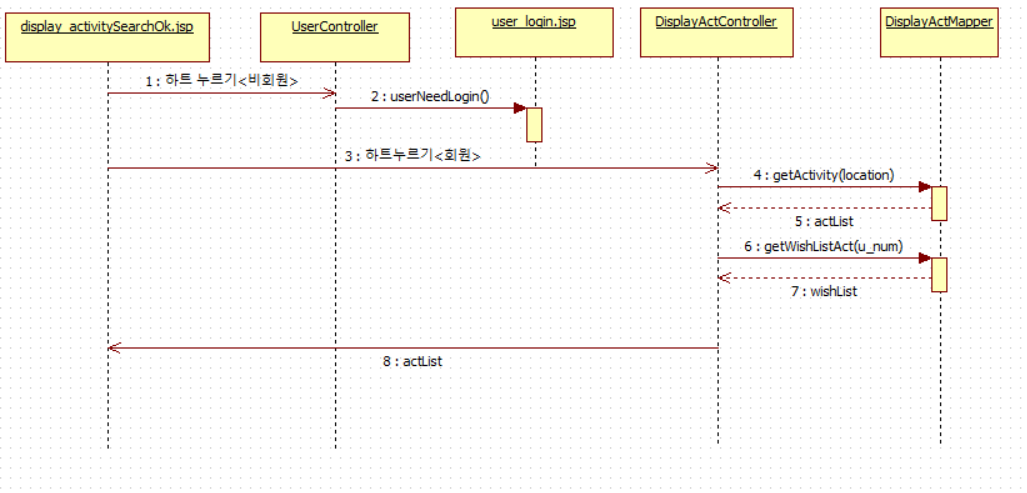 display_activitySearchOk.jsp
UserController
user_login.jsp
DisplayActController
DisplayActMapper
1 : 하트 누르기<비회원>
2 : userNeedLogin()
3 : 하트누르기<회원>
4 : getActivity(location)
5 : actList
6 : getWishListAct(u_num)
7 : wishList
8 : actList